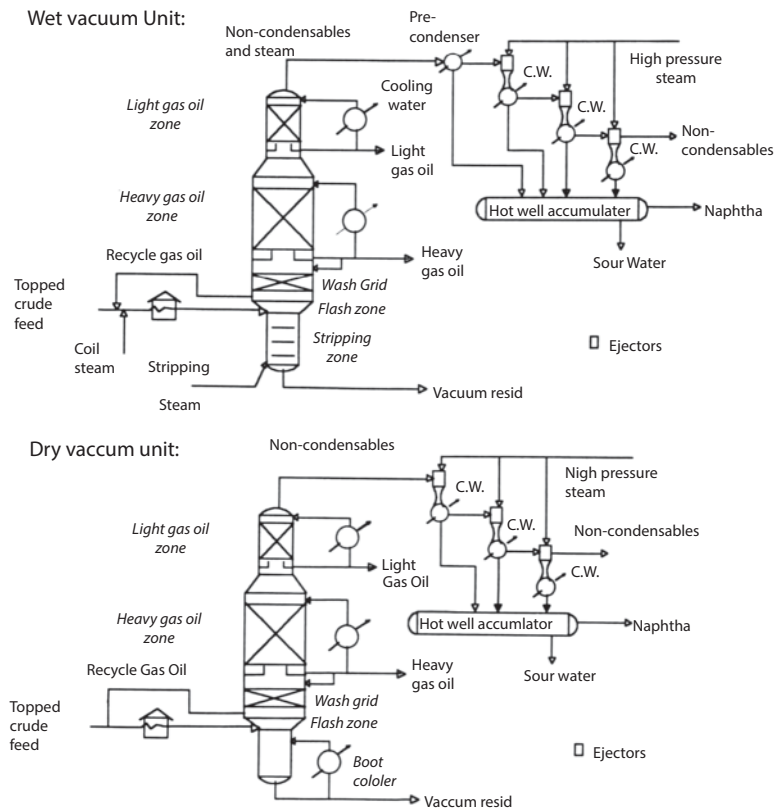 Wet vacuum Unit:
Non-condensables
and steam
Pre-
condenser
High pressure
steam
C.W.
Cooling
water
Light gas oil
zone
C.W.
C.W.
Non-
condensables
Light
gas oil
Heavy gas oil
zone
Hot well accumulater
Naphtha
Recycle gas oil
Heavy
gas oil
Sour Water
Topped
crude
feed
Wash Grid
Flash zone
Coil
steam
Stripping
zone
Ejectors
Stripping
Steam
Vacuum resid
Dry vaccum unit:
Non-condensables
Nigh pressure
steam
C.W.
Light gas oil
zone
C.W.
Non-condensables
C.W.
Light
Gas Oil
Heavy gas oil
zone
Hot well accumlator
Naphtha
Recycle Gas Oil
Heavy
gas oil
Sour water
Topped
crude
feed
Wash grid
Flash zone
Boot
cololer
Ejectors
Vaccum resid